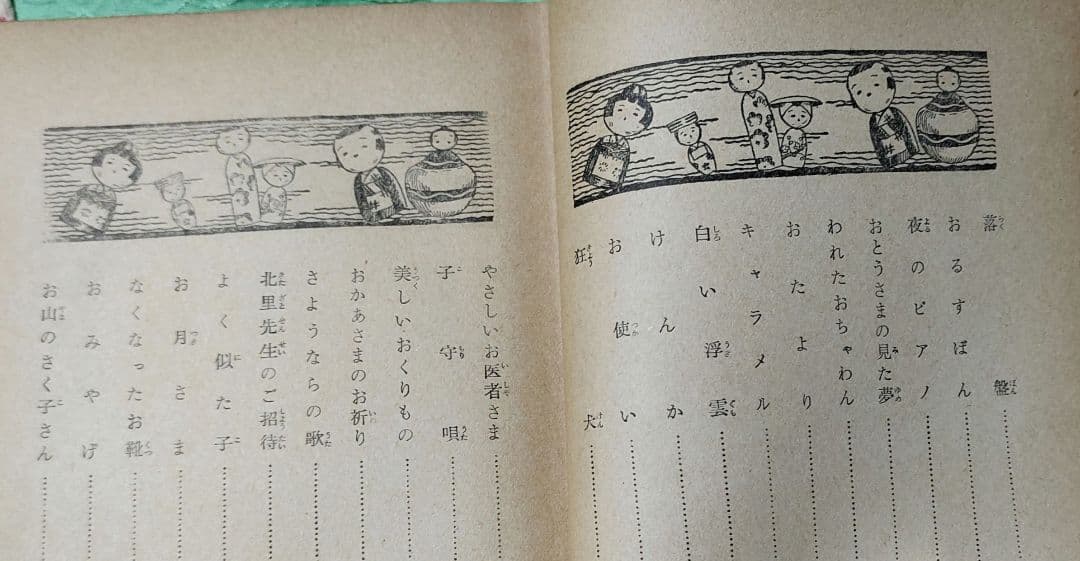 落盤
おるすばん
夜のピアノ
おとうさまの見た夢
われたおちゃわん
おたより
キャラメル
白い浮雲
けんか
お使い
狂犬
やさしいお医者さま
子守唄
美しいおくりもの
おかあさまのお祈り
さようならの歌
北里先生のご招待
よく似た子
お月さま
なくなったお靴
おみやげ
お山のさく子さん